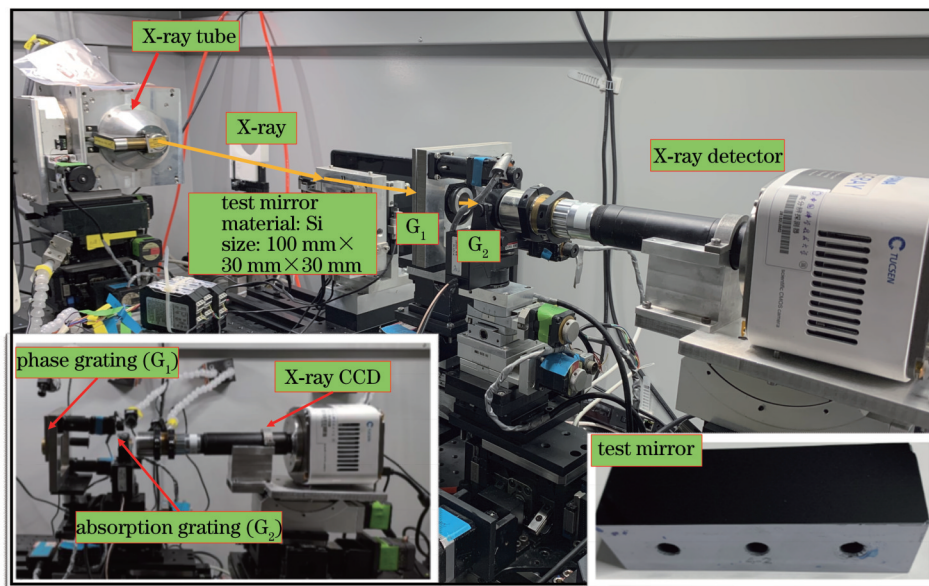 X-ray tube
X-ray
X-ray detector
test mirror
material: Si
size: 100 mm×
30 mm×30 mm
G₁
G₂
TUCSEN
phase grating (G₁)
X-ray CCD
absorption grating (G₂)
test mirror